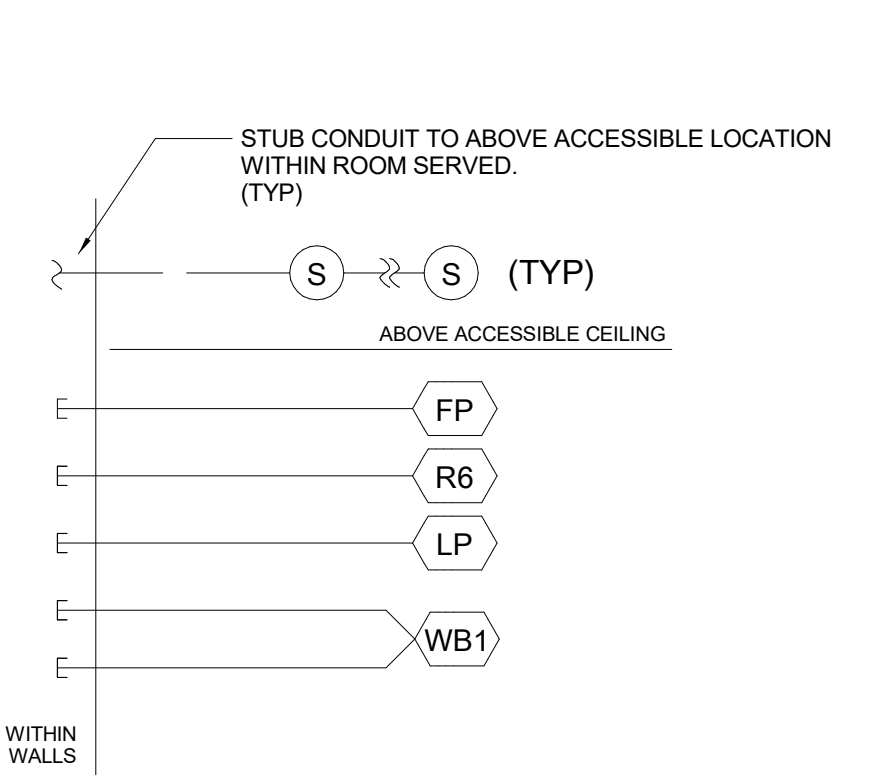 STUB CONDUIT TO ABOVE ACCESSIBLE LOCATION
WITHIN ROOM SERVED.
(TYP)
S S (TYP)
ABOVE ACCESSIBLE CEILING
FP
R6
LP
WB1
WITHIN
WALLS